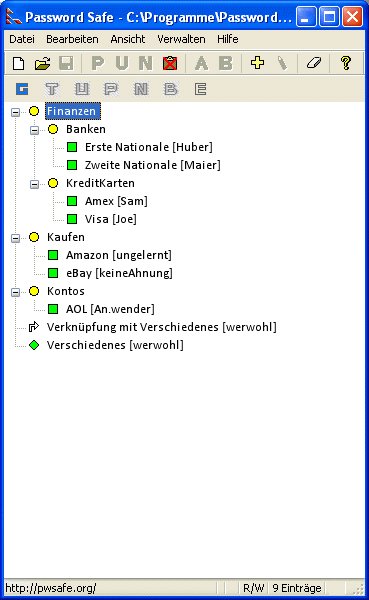 Password Safe - C:\Programme\Password...
Datei Bearbeiten Ansicht Verwalten Hilfe
P U N A B
G T U P N B E
Finanzen
Banken
Erste Nationale [Huber]
Zweite Nationale [Maier]
KreditKarten
Amex [Sam]
Visa [Joe]
Kaufen
Amazon [ungelernt]
eBay [keineAhnung]
Kontos
AOL [An.wender]
Verknüpfung mit Verschiedenes [werwohl]
Verschiedenes [werwohl]
http://pwsafe.org/ R/W 9 Einträge